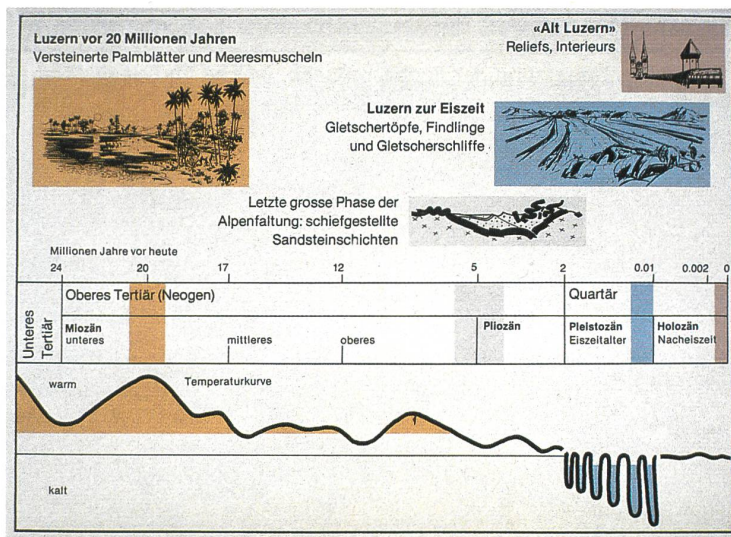 Luzern vor 20 Millionen Jahren
Versteinerte Palmblätter und Meeresmuscheln
«Alt Luzern»
Reliefs, Interieurs
Luzern zur Eiszeit
Gletschertöpfe, Findlinge
und Gletscherschliffe
Letzte grosse Phase der
Alpenfaltung: schiefgestellte
Sandsteinschichten
Millionen Jahre vor heute
24 20 17 12 5 2 0.01 0.002 0
Unteres
Tertiär
Oberes Tertiär (Neogen)
Quartär
Miozän
unteres
mittleres
oberes
Pliozän
Pleistozän
Eiszeitalter
Holozän
Nacheiszeit
warm
Temperaturkurve
kalt